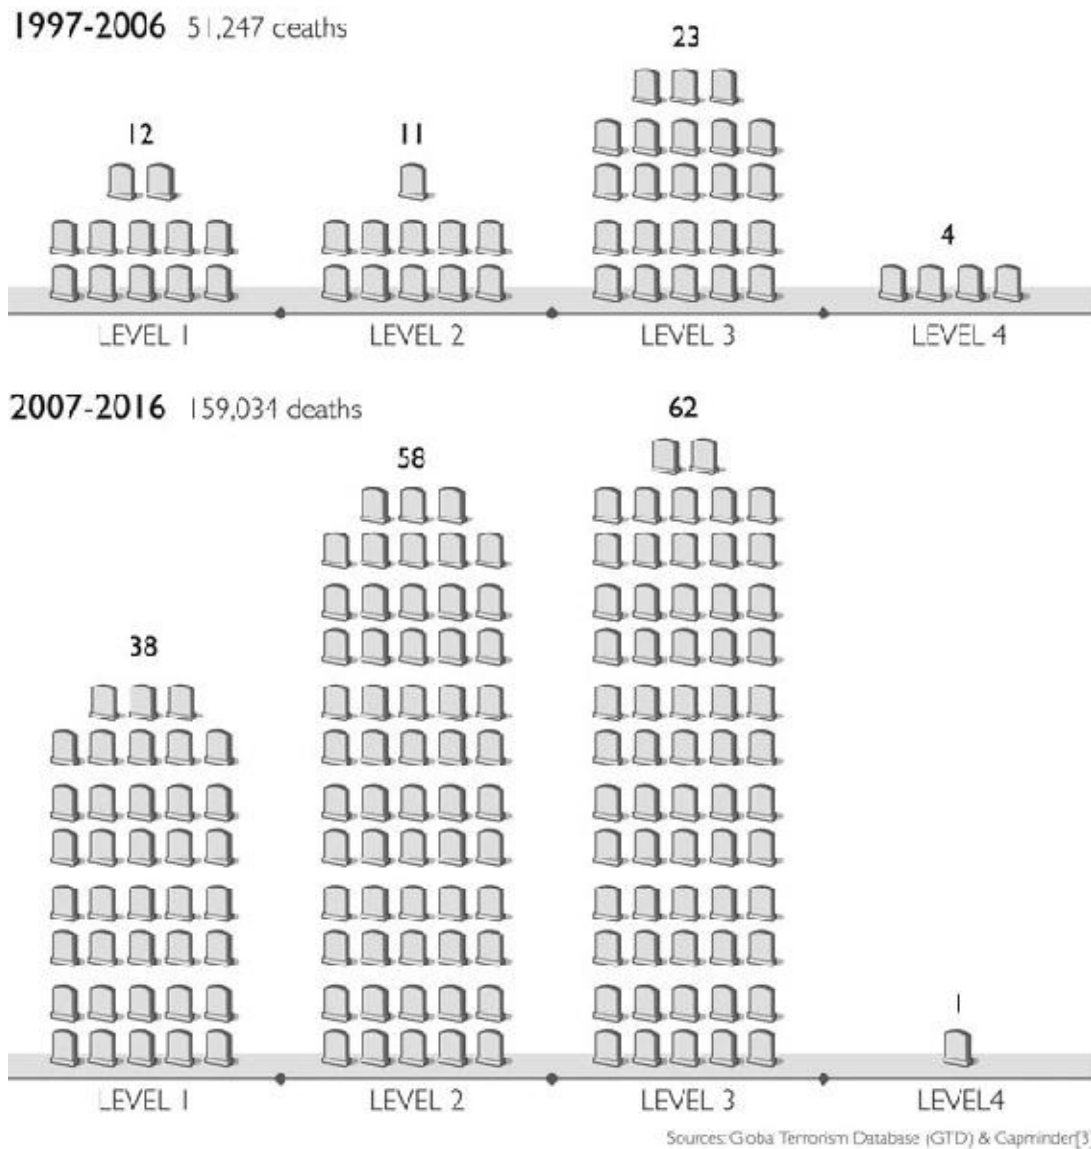 1997-2006 51,247 ceaths
12
11
23
4
LEVEL 1
LEVEL 2
LEVEL 3
LEVEL 4
2007-2016 159,034 deaths
38
58
62
1
LEVEL 1
LEVEL 2
LEVEL 3
LEVEL4
Sources: Globa Terrorism Database (GTD) & Gapminder[3